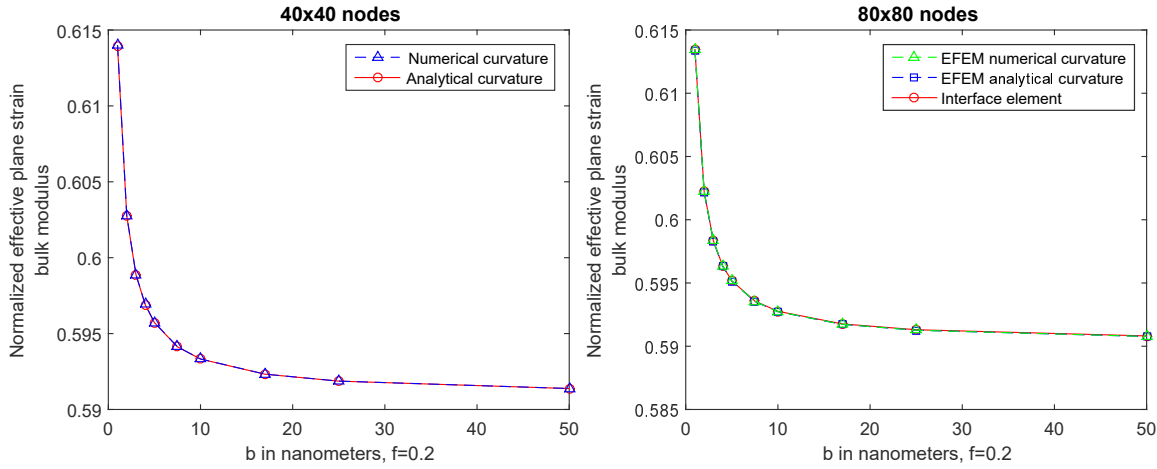 40x40 nodes
0.615
0.61
0.605
0.6
0.595
0.59
0
10
20
30
40
50
Normalized effective plane strain
bulk modulus
b in nanometers, f=0.2
Numerical curvature
Analytical curvature
80x80 nodes
0.615
0.61
0.605
0.6
0.595
0.59
0.585
0
10
20
30
40
50
Normalized effective plane strain
bulk modulus
b in nanometers, f=0.2
EFEM numerical curvature
EFEM analytical curvature
Interface element